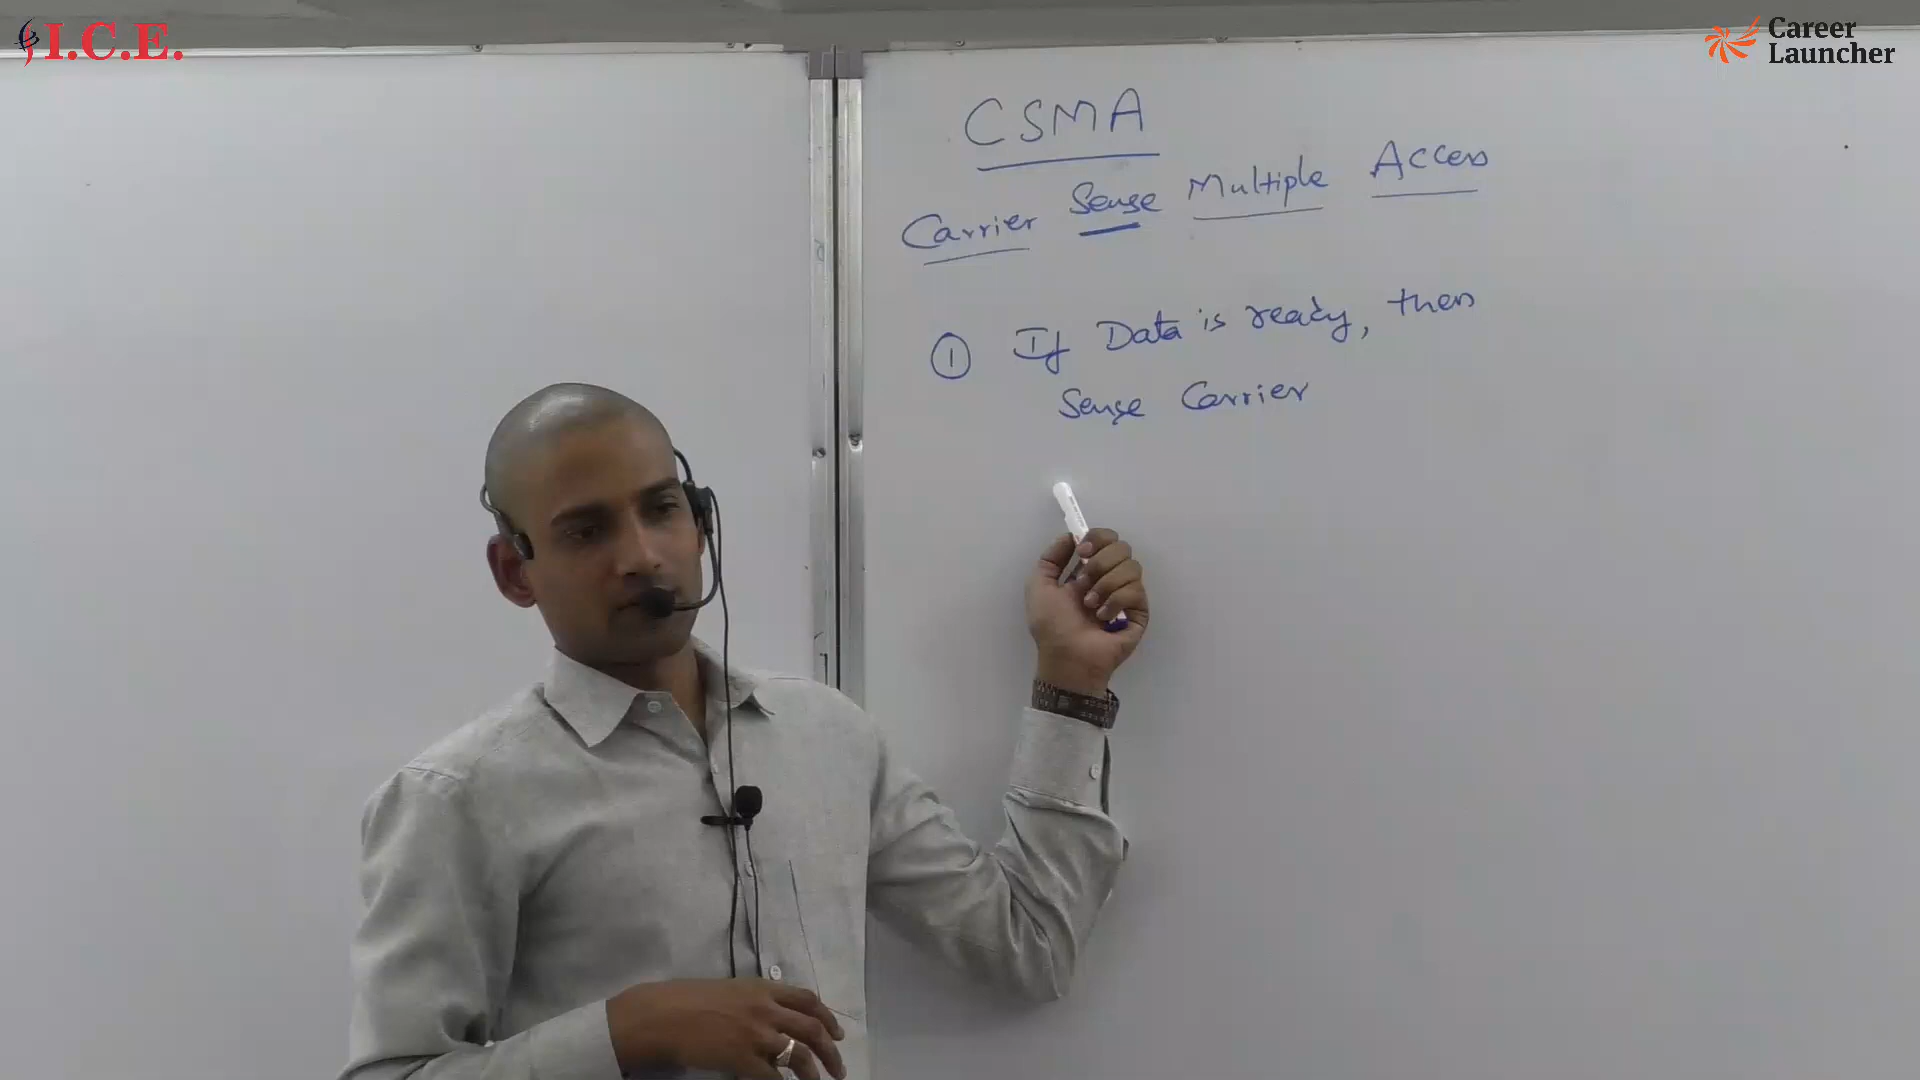 I.C.E.
Career
Launcher
CSMA
Carrier Sense Multiple Access
① If Data is ready, then
Sense Carrier